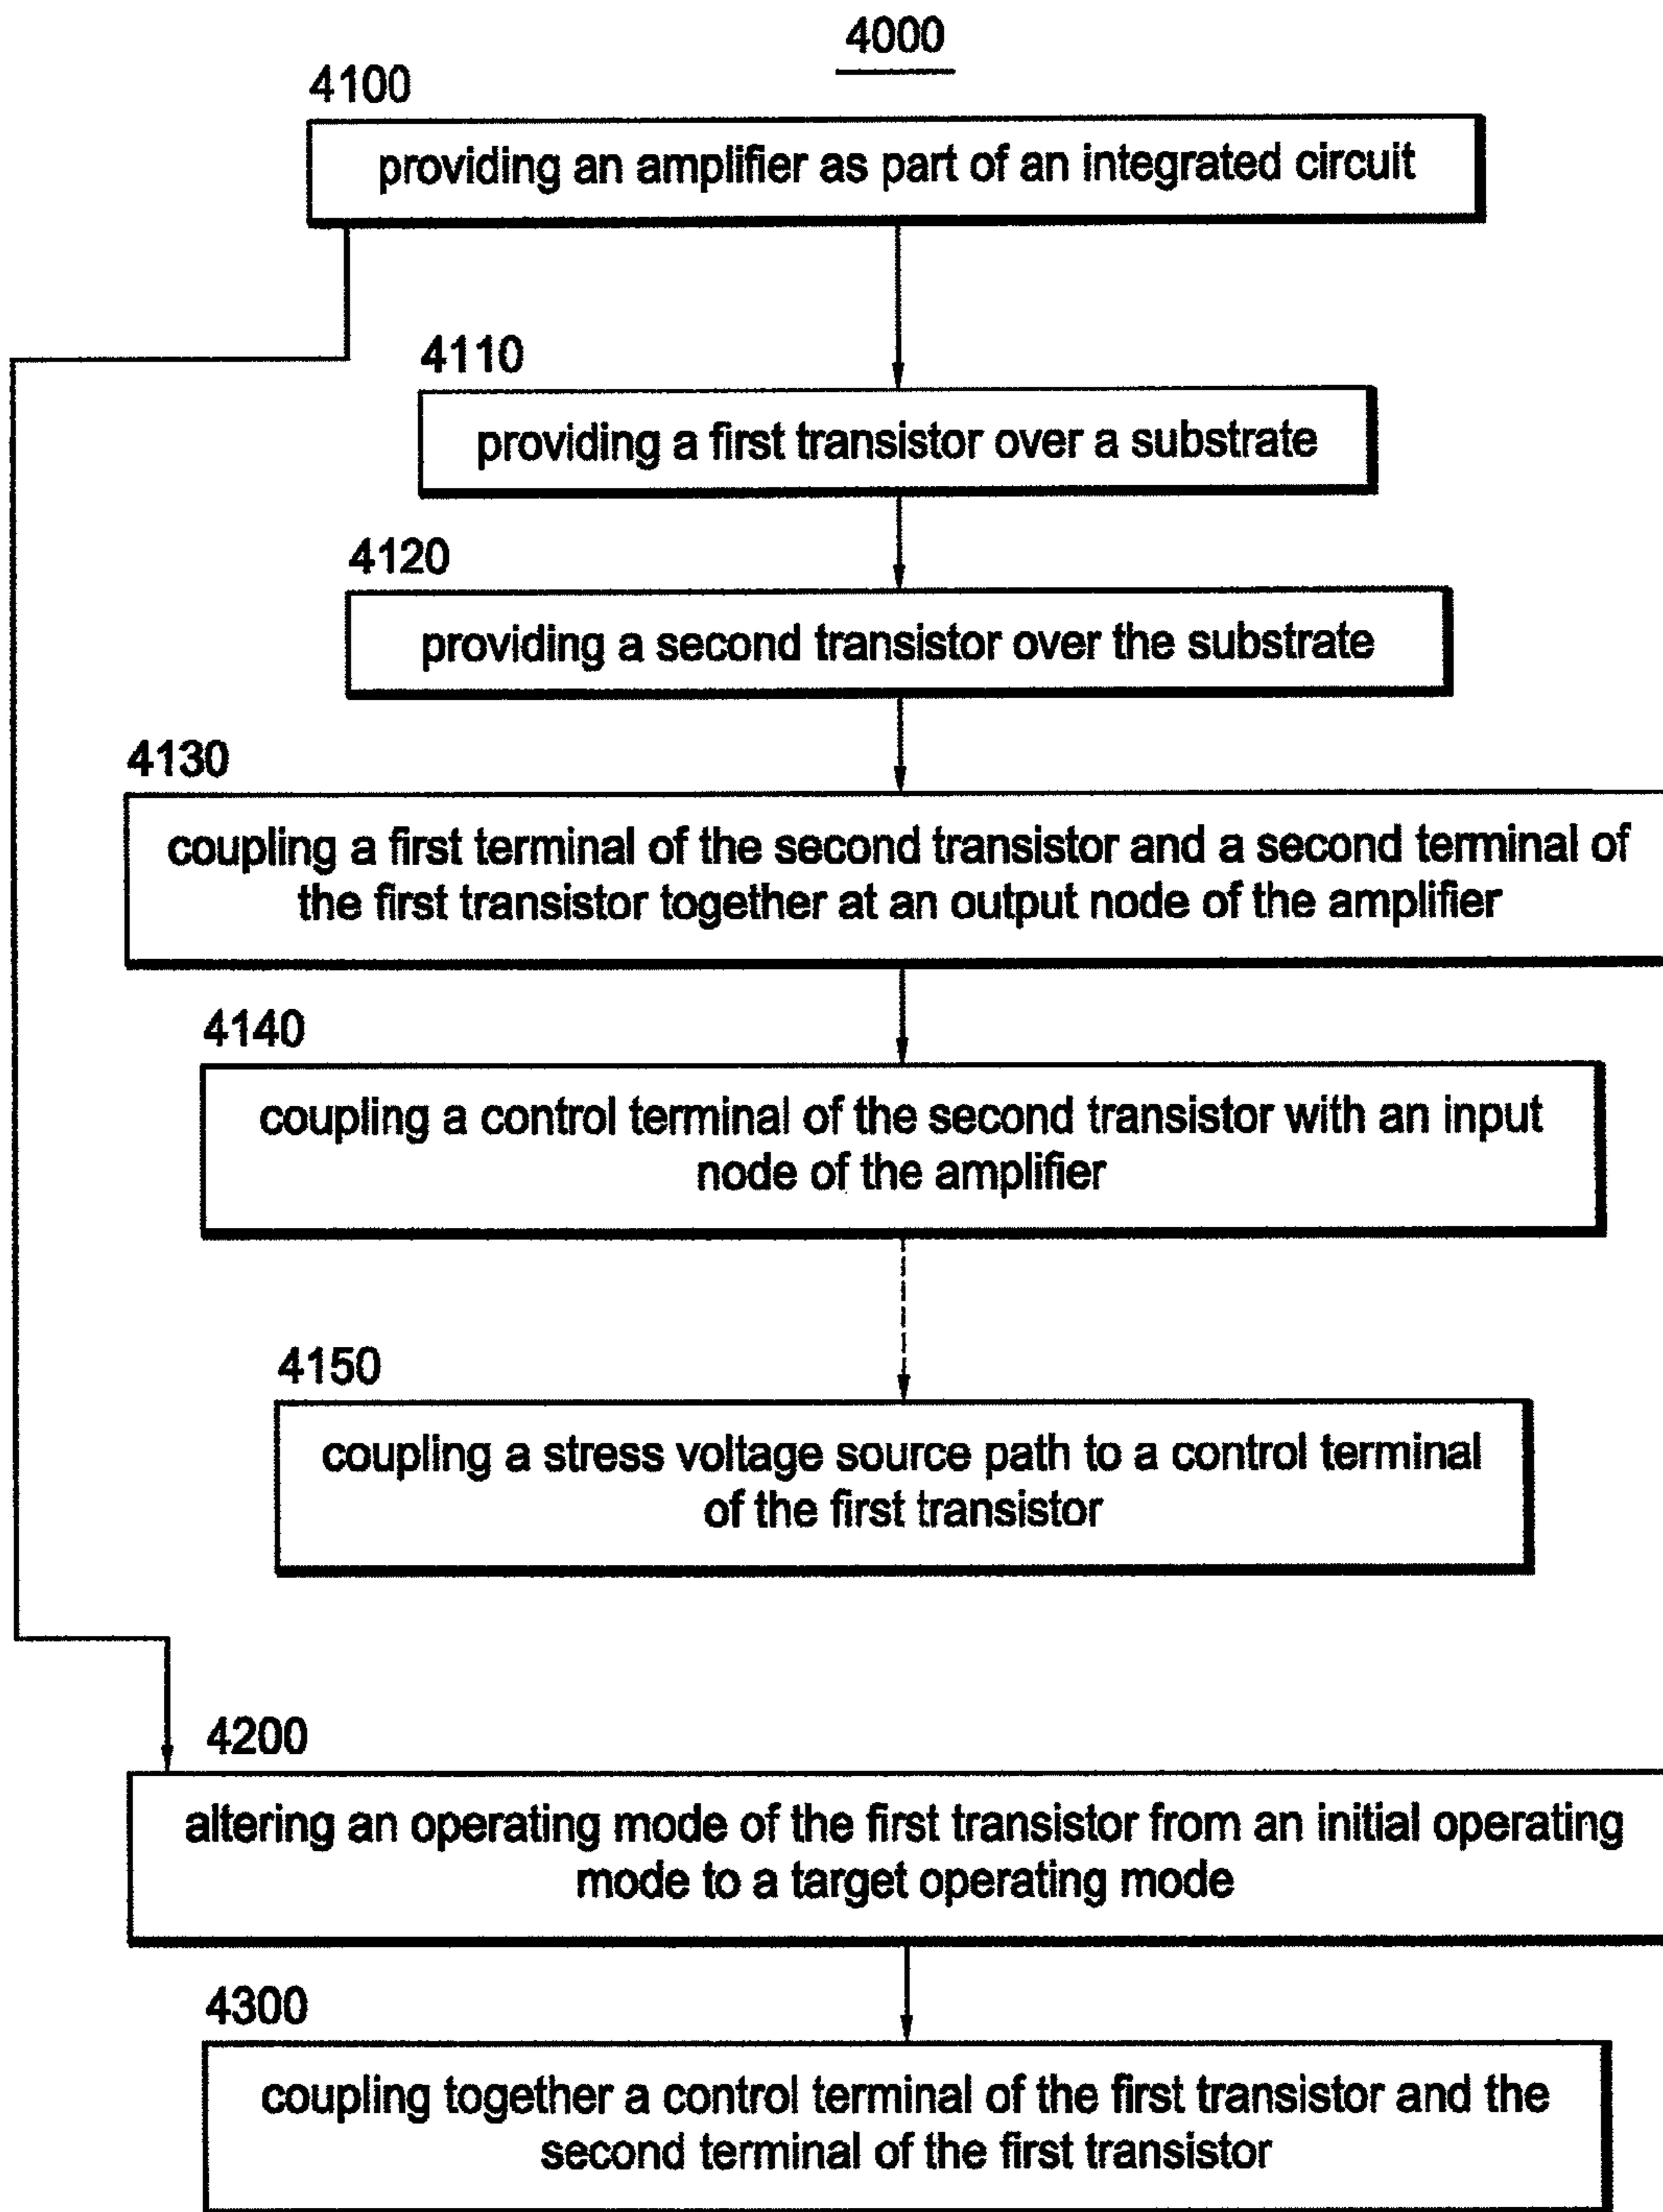 4000
4100
providing an amplifier as part of an integrated circuit
4110
providing a first transistor over a substrate
4120
providing a second transistor over the substrate
4130
coupling a first terminal of the second transistor and a second terminal of
the first transistor together at an output node of the amplifier
4140
coupling a control terminal of the second transistor with an input
node of the amplifier
4150
coupling a stress voltage source path to a control terminal
of the first transistor
4200
altering an operating mode of the first transistor from an initial operating
mode to a target operating mode
4300
coupling together a control terminal of the first transistor and the
second terminal of the first transistor